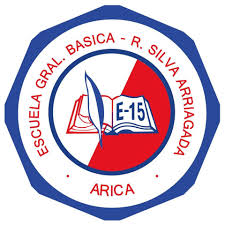 ESCUELA GRAL. BASICA - R. SILVA ARRIAGADA
E-15
· ARICA ·